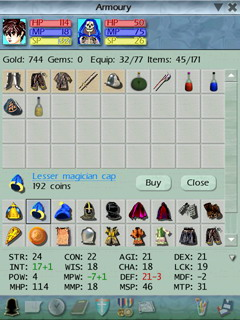 Armoury
HP 114
MP 18
SP
HP 50
MP 75
SP 26
Gold: 744 Gems: 0 Equip: 32/77 Items: 45/171
Lesser magician cap
192 coins
Buy
Close
STR: 24 CON: 22 AGI: 21 DEX: 21
INT: 17+1 WIS: 18 CHA: 18 LCK: 19
POW: 4 MPW: -7+1 DEF: 21-3 MDF: -2
MHP: 114 MMP: 18 MSP: 46 MTP: 31